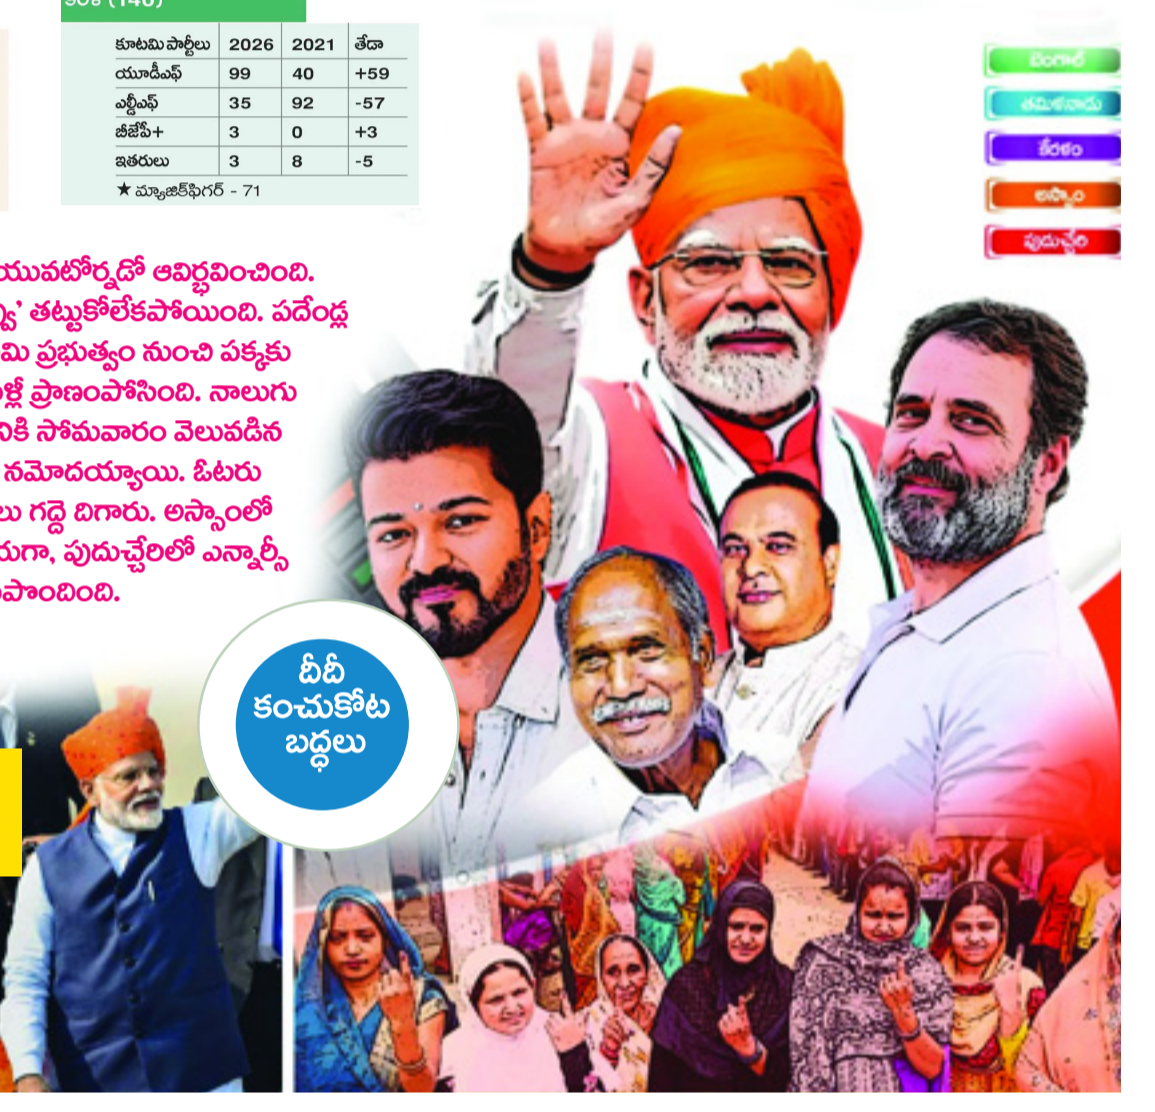 (140)
కూటమి పార్టీలు 2026 2021 తేడా
యూడీఎఫ్ 99 40 +59
ఎల్డీఎఫ్ 35 92 -57
బీజేపీ+ 3 0 +3
ఇతరులు 3 8 -5
★ మ్యాజిక్‌ఫిగర్ - 71
బెంగాల్
తమిళనాడు
కేరళం
అస్సాం
పుదుచ్చేరి
యువటోర్నడో ఆవిర్భవించింది.
తట్టుకోలేకపోయింది. పదేండ్ల
మి ప్రభుత్వం నుంచి పక్కకు
ప్రాణంపోసింది. నాలుగు
నికి సోమవారం వెలువడిన
నమోదయ్యాయి. ఓటరు
లు గద్దె దిగారు. అస్సాంలో
దుగా, పుదుచ్చేరిలో ఎన్నార్సీ
పొందింది.
దీదీ
కంచుకోట
బద్ధలు